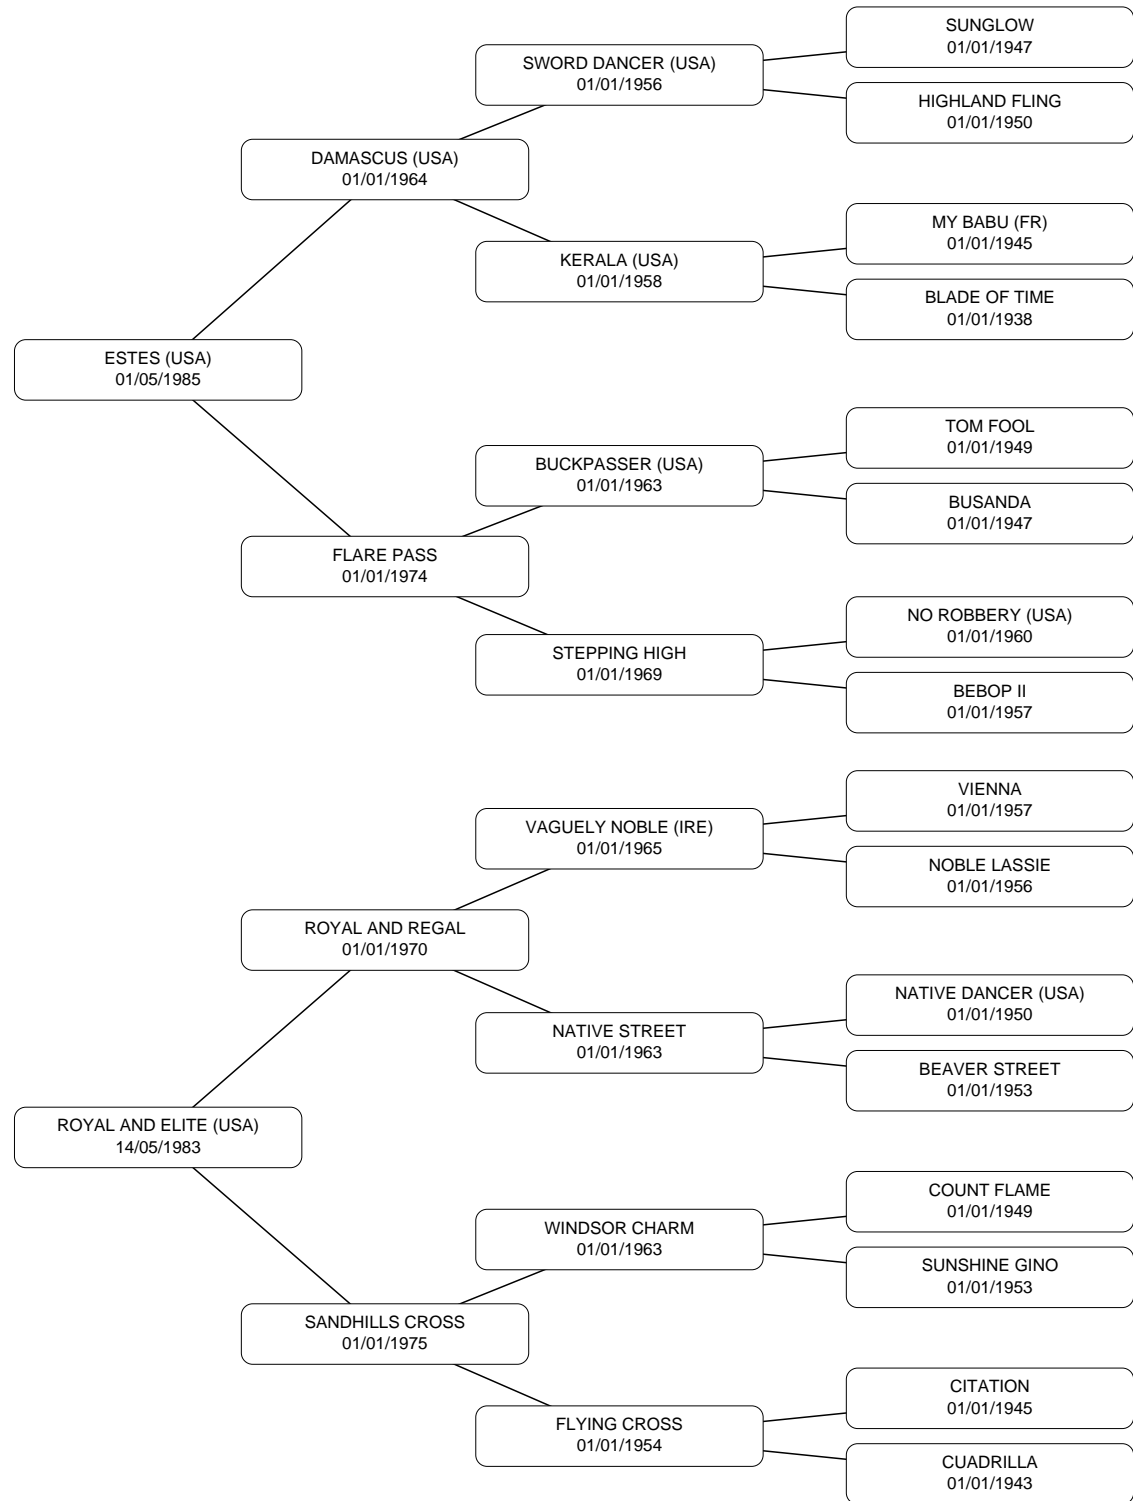 SUNGLOW
01/01/1947
SWORD DANCER (USA)
01/01/1956
HIGHLAND FLING
01/01/1950
DAMASCUS (USA)
01/01/1964
MY BABU (FR)
01/01/1945
KERALA (USA)
01/01/1958
BLADE OF TIME
01/01/1938
ESTES (USA)
01/05/1985
TOM FOOL
01/01/1949
BUCKPASSER (USA)
01/01/1963
BUSANDA
01/01/1947
FLARE PASS
01/01/1974
NO ROBBERY (USA)
01/01/1960
STEPPING HIGH
01/01/1969
BEBOP II
01/01/1957
VIENNA
01/01/1957
VAGUELY NOBLE (IRE)
01/01/1965
NOBLE LASSIE
01/01/1956
ROYAL AND REGAL
01/01/1970
NATIVE DANCER (USA)
01/01/1950
NATIVE STREET
01/01/1963
BEAVER STREET
01/01/1953
ROYAL AND ELITE (USA)
14/05/1983
COUNT FLAME
01/01/1949
WINDSOR CHARM
01/01/1963
SUNSHINE GINO
01/01/1953
SANDHILLS CROSS
01/01/1975
CITATION
01/01/1945
FLYING CROSS
01/01/1954
CUADRILLA
01/01/1943